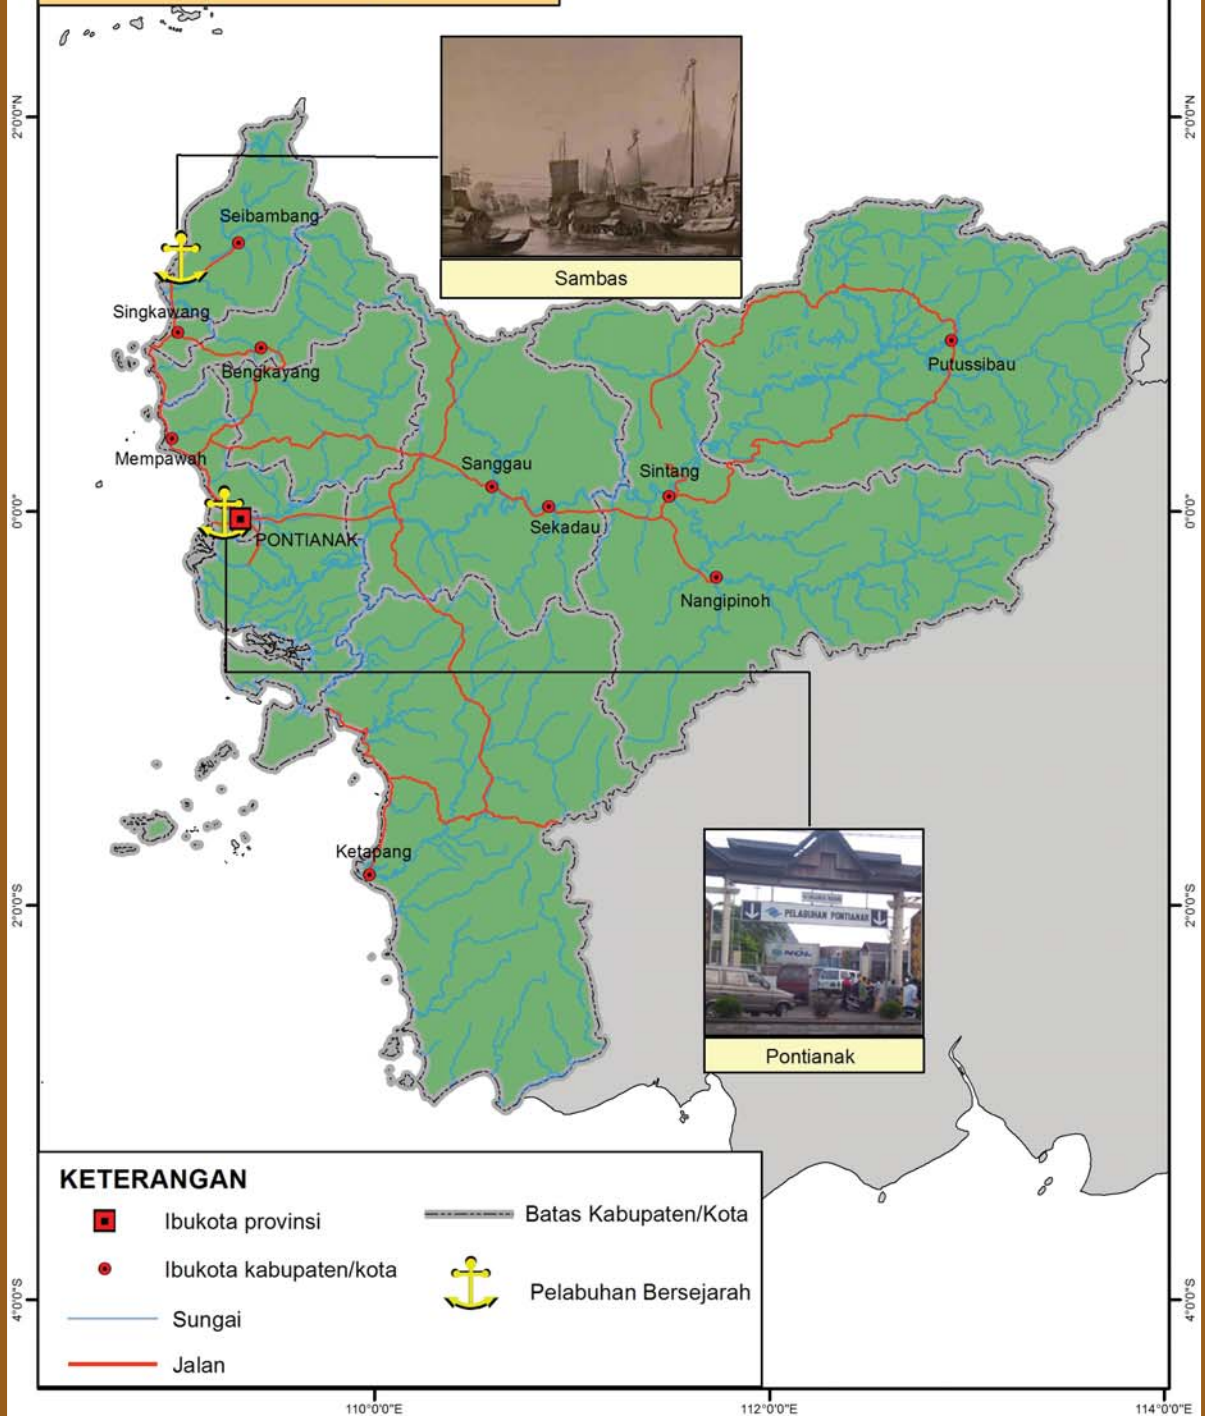 2°0'0"N
2°0'0"N
Seibambang
Sambas
Singkawang
Bengkayang
Putussibau
Mempawah
Sanggau
Sintang
0°0'0"
0°0'0"
Sekadau
PONTIANAK
Nangipinoh
Ketapang
2°0'0"S
2°0'0"S
PELABUHAN PONTIANAK
Pontianak
KETERANGAN
Ibukota provinsi
Batas Kabupaten/Kota
Ibukota kabupaten/kota
Pelabuhan Bersejarah
Sungai
Jalan
4°0'0"S
4°0'0"S
110°0'0"E
112°0'0"E
114°0'0"E